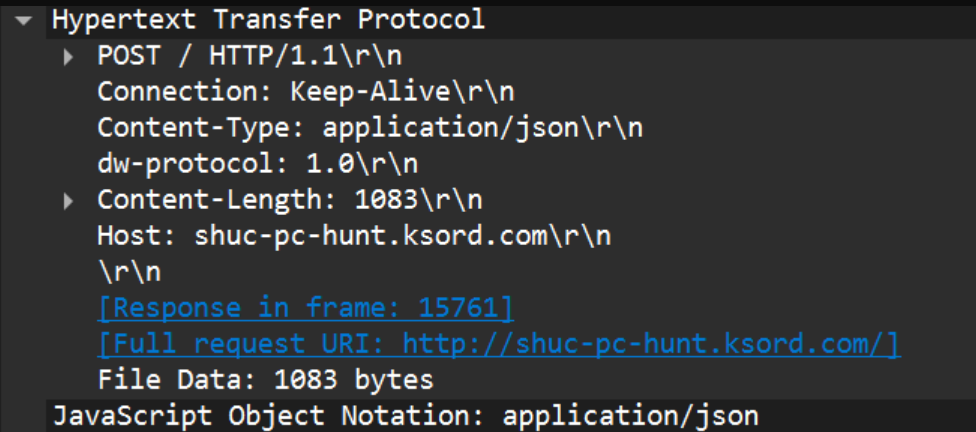 Hypertext Transfer Protocol
POST / HTTP/1.1\r\n
Connection: Keep-Alive\r\n
Content-Type: application/json\r\n
dw-protocol: 1.0\r\n
Content-Length: 1083\r\n
Host: shuc-pc-hunt.ksord.com\r\n
\r\n
[Response in frame: 15761]
[Full request URI: http://shuc-pc-hunt.ksord.com/]
File Data: 1083 bytes
JavaScript Object Notation: application/json